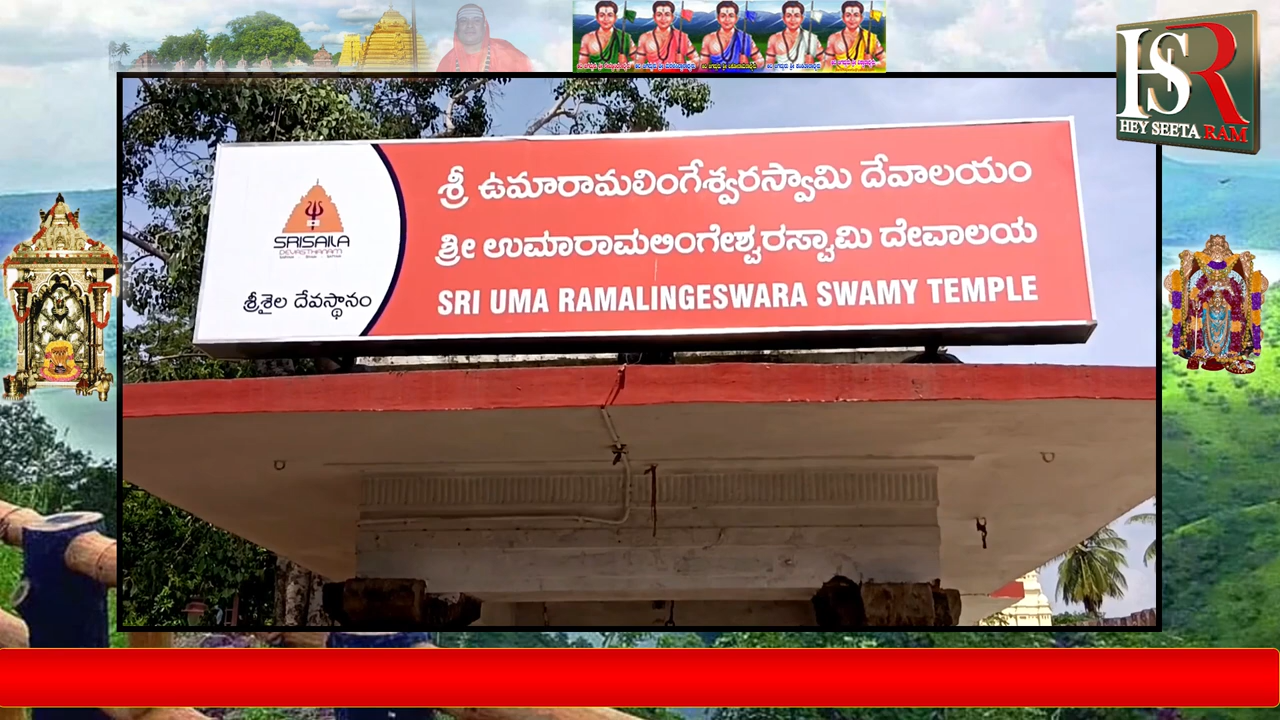 HSR
HEY SEETA RAM
శ్రీ ఉమారామలింగేశ్వరస్వామి దేవాలయం
ಶ್ರೀ ಉಮಾರಾಮಲಿಂಗೇಶ್ವರಸ್ವಾಮಿ ದೇವಾಲಯ
SRI UMA RAMALINGESWARA SWAMY TEMPLE
SRISAILA
DEVASTHANAM
శ్రీశైల దేవస్థానం